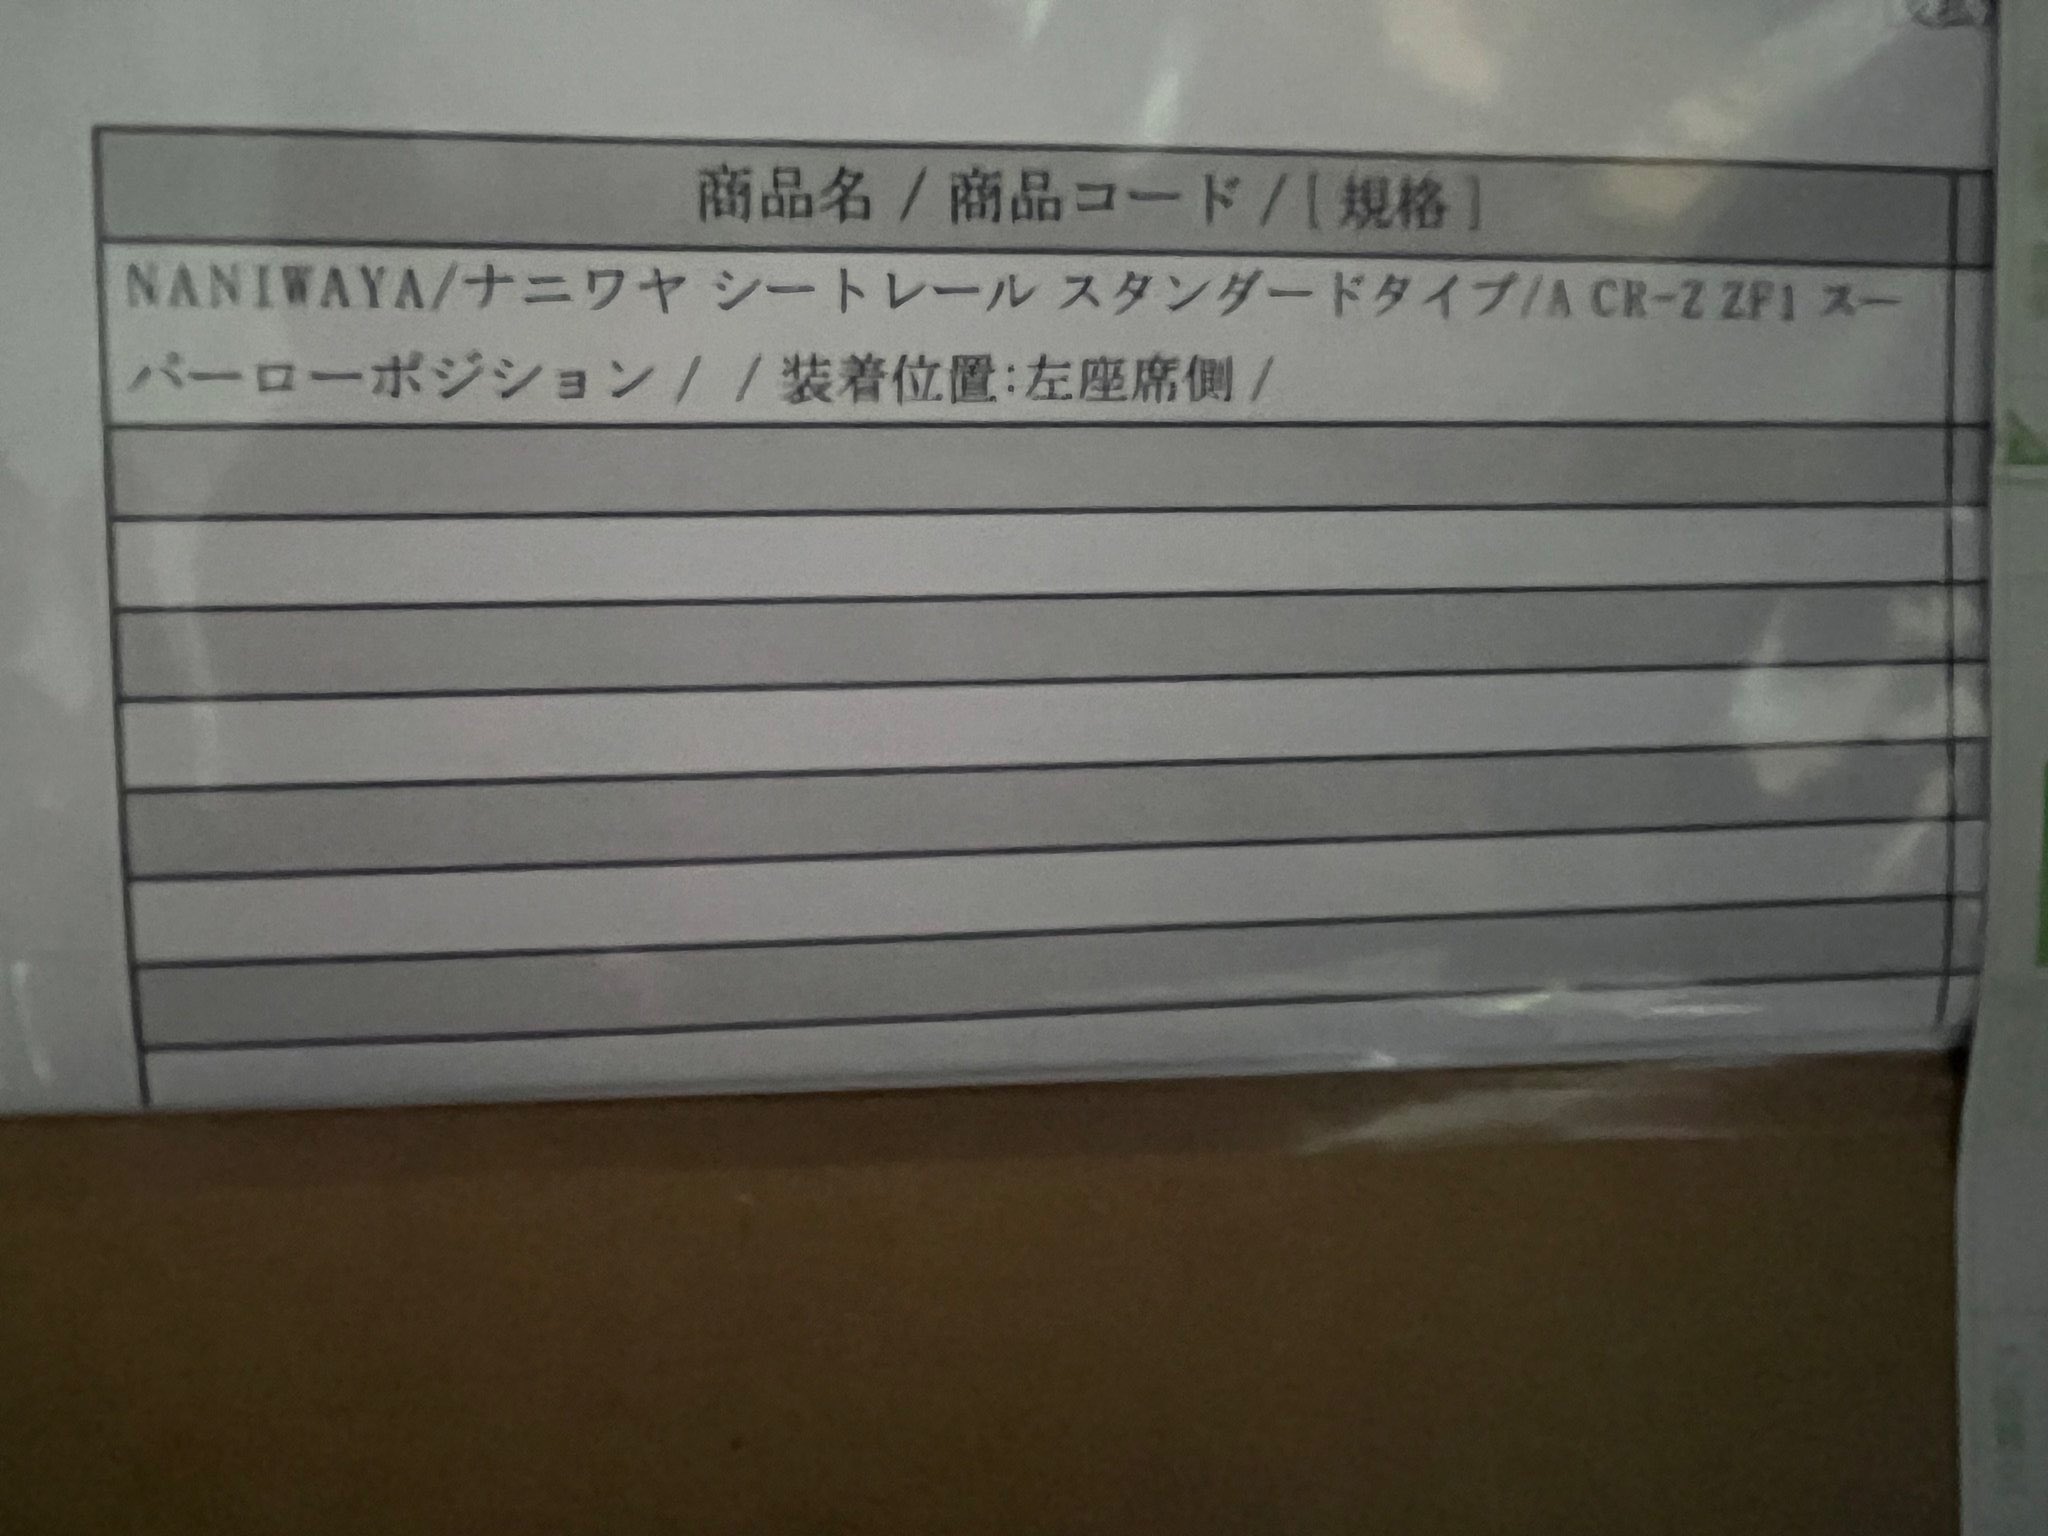 商品名 / 商品コード / [ 規格 ]
NANIWAYA/ナニワヤ シートレール スタンダードタイプ/A CR-Z ZF1 スー
パーローポジション / / 装着位置:左座席側 /